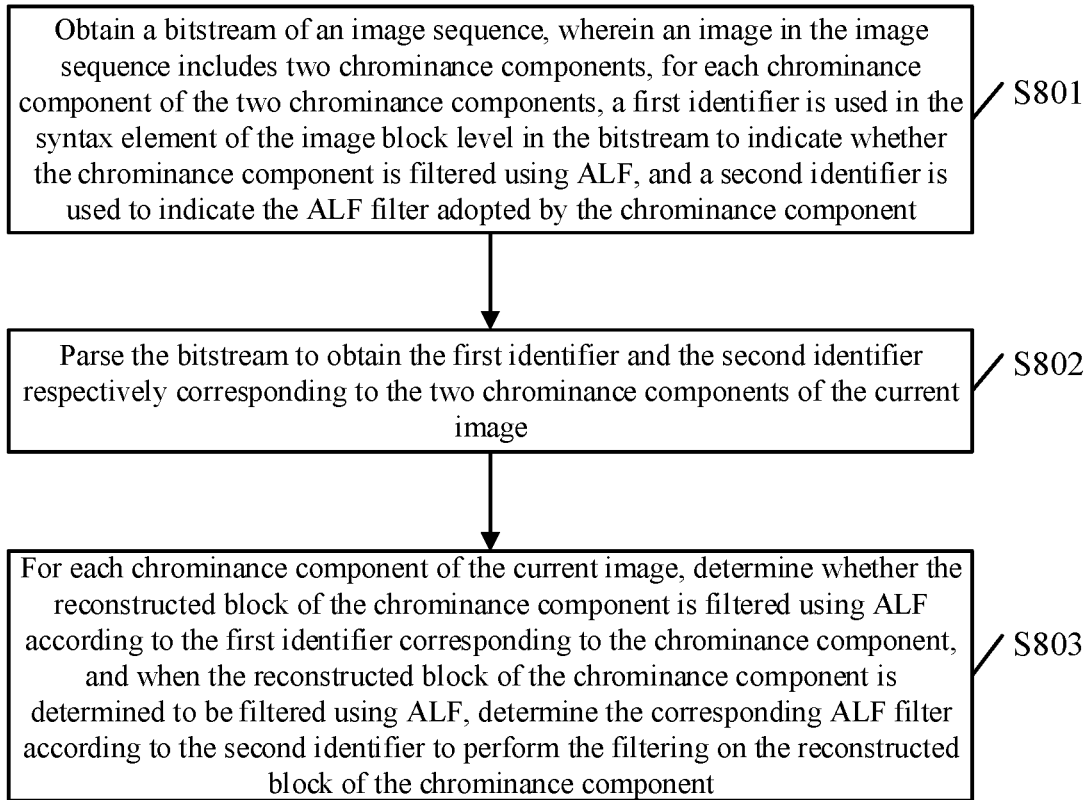 Obtain a bitstream of an image sequence, wherein an image in the image
sequence includes two chrominance components, for each chrominance
component of the two chrominance components, a first identifier is used in the
syntax element of the image block level in the bitstream to indicate whether
the chrominance component is filtered using ALF, and a second identifier is
used to indicate the ALF filter adopted by the chrominance component
S801
Parse the bitstream to obtain the first identifier and the second identifier
respectively corresponding to the two chrominance components of the current
image
S802
For each chrominance component of the current image, determine whether the
reconstructed block of the chrominance component is filtered using ALF
according to the first identifier corresponding to the chrominance component,
and when the reconstructed block of the chrominance component is
determined to be filtered using ALF, determine the corresponding ALF filter
according to the second identifier to perform the filtering on the reconstructed
block of the chrominance component
S803